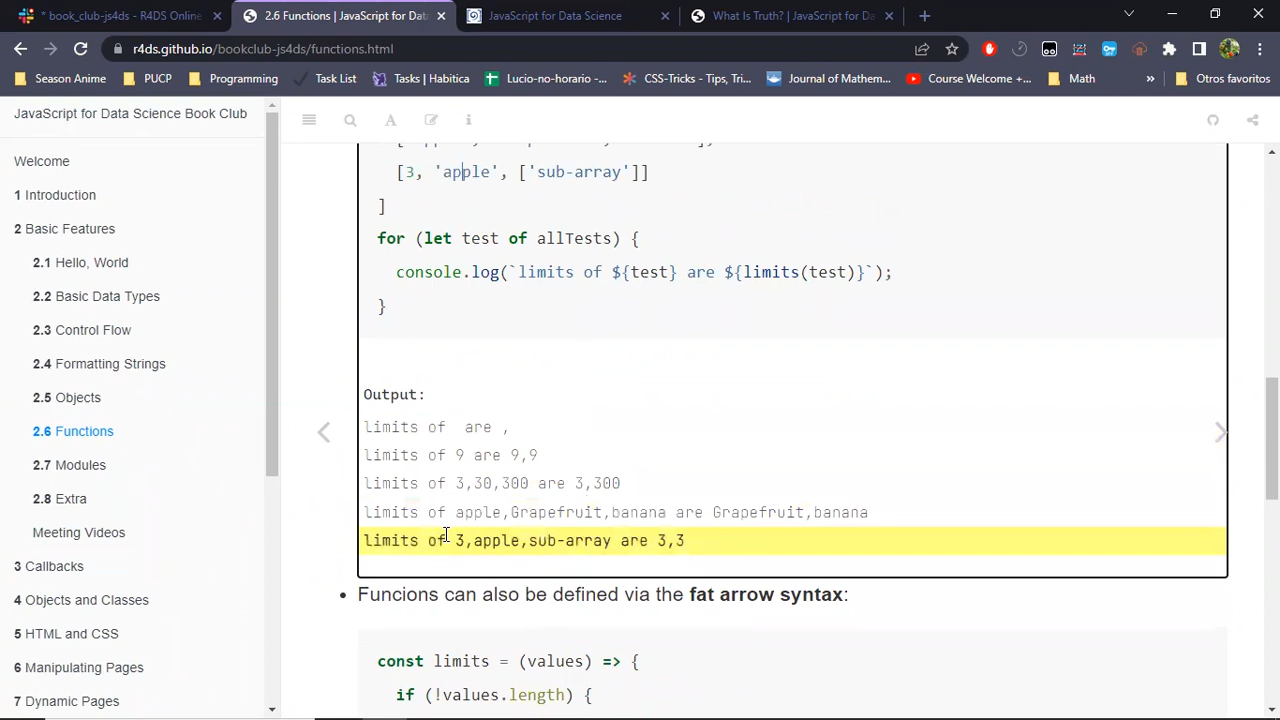 * book_club-js4ds - R4DS Online
2.6 Functions | JavaScript for Dat
JavaScript for Data Science
What Is Truth? | JavaScript for Da
r4ds.github.io/bookclub-js4ds/functions.html
Season Anime
PUCP
Programming
Task List
Tasks | Habitica
Lucio-no-horario -...
CSS-Tricks - Tips, Tri...
Journal of Mathem...
Course Welcome +...
Math
»
Otros favoritos
JavaScript for Data Science Book Club
Welcome
1 Introduction
2 Basic Features
2.1 Hello, World
2.2 Basic Data Types
2.3 Control Flow
2.4 Formatting Strings
2.5 Objects
2.6 Functions
2.7 Modules
2.8 Extra
Meeting Videos
3 Callbacks
4 Objects and Classes
5 HTML and CSS
6 Manipulating Pages
7 Dynamic Pages
[3, 'apple', ['sub-array']]
]
for (let test of allTests) {
console.log(`limits of ${test} are ${limits(test)}`);
}
Output:
limits of  are ,
limits of 9 are 9,9
limits of 3,30,300 are 3,300
limits of apple,Grapefruit,banana are Grapefruit,banana
limits of 3,apple,sub-array are 3,3
• Funcions can also be defined via the fat arrow syntax:
const limits = (values) => {
if (!values.length) {